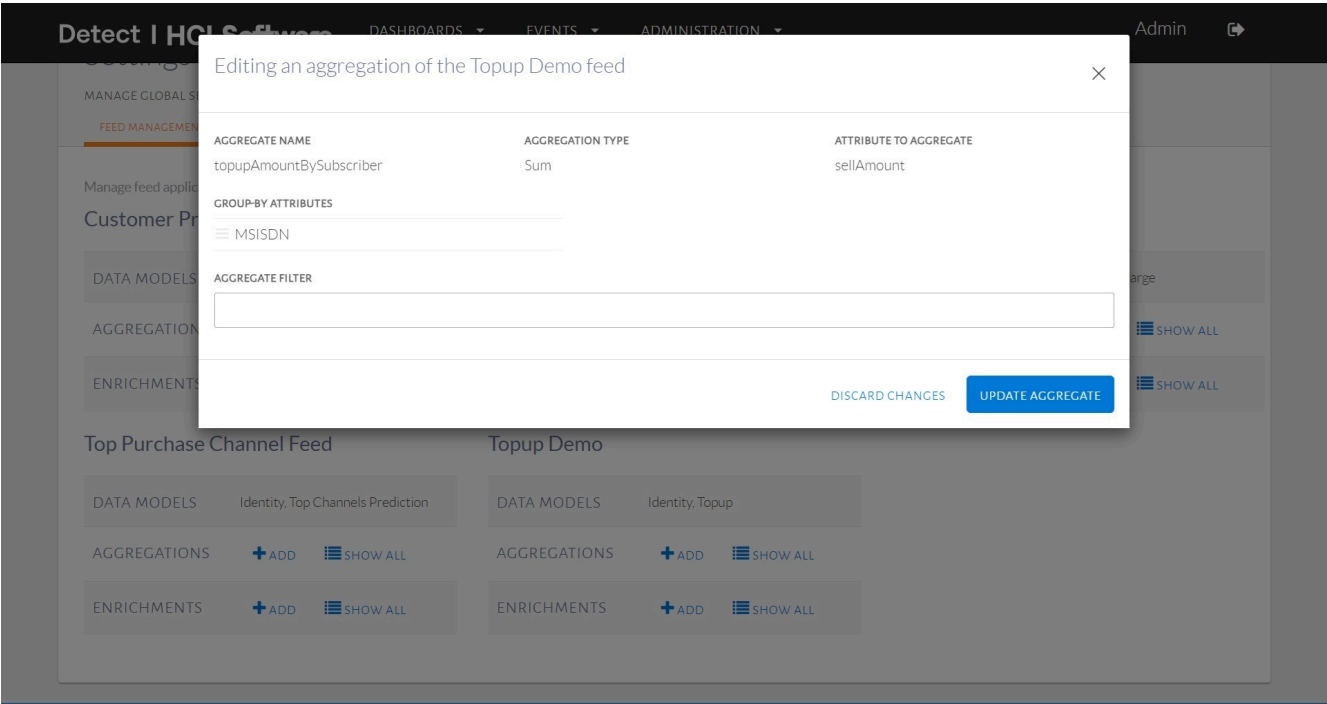 Detect | HCL Software DASHBOARDS EVENTS ADMINISTRATION Admin
Editing an aggregation of the Topup Demo feed
MANAGE GLOBAL
FEED MANAGEMEN
AGGREGATE NAME AGGREGATION TYPE ATTRIBUTE TO AGGREGATE
topupAmountBySubscriber Sum sellAmount
Manage feed applic
GROUP-BY ATTRIBUTES
Customer Pr
MSISDN
DATA MODELS AGGREGATE FILTER arge
AGGREGATION SHOW ALL
ENRICHMENTS SHOW ALL
DISCARD CHANGES UPDATE AGGREGATE
Top Purchase Channel Feed Topup Demo
DATA MODELS Identity, Top Channels Prediction DATA MODELS Identity, Topup
AGGREGATIONS ADD SHOW ALL AGGREGATIONS ADD SHOW ALL
ENRICHMENTS ADD SHOW ALL ENRICHMENTS ADD SHOW ALL